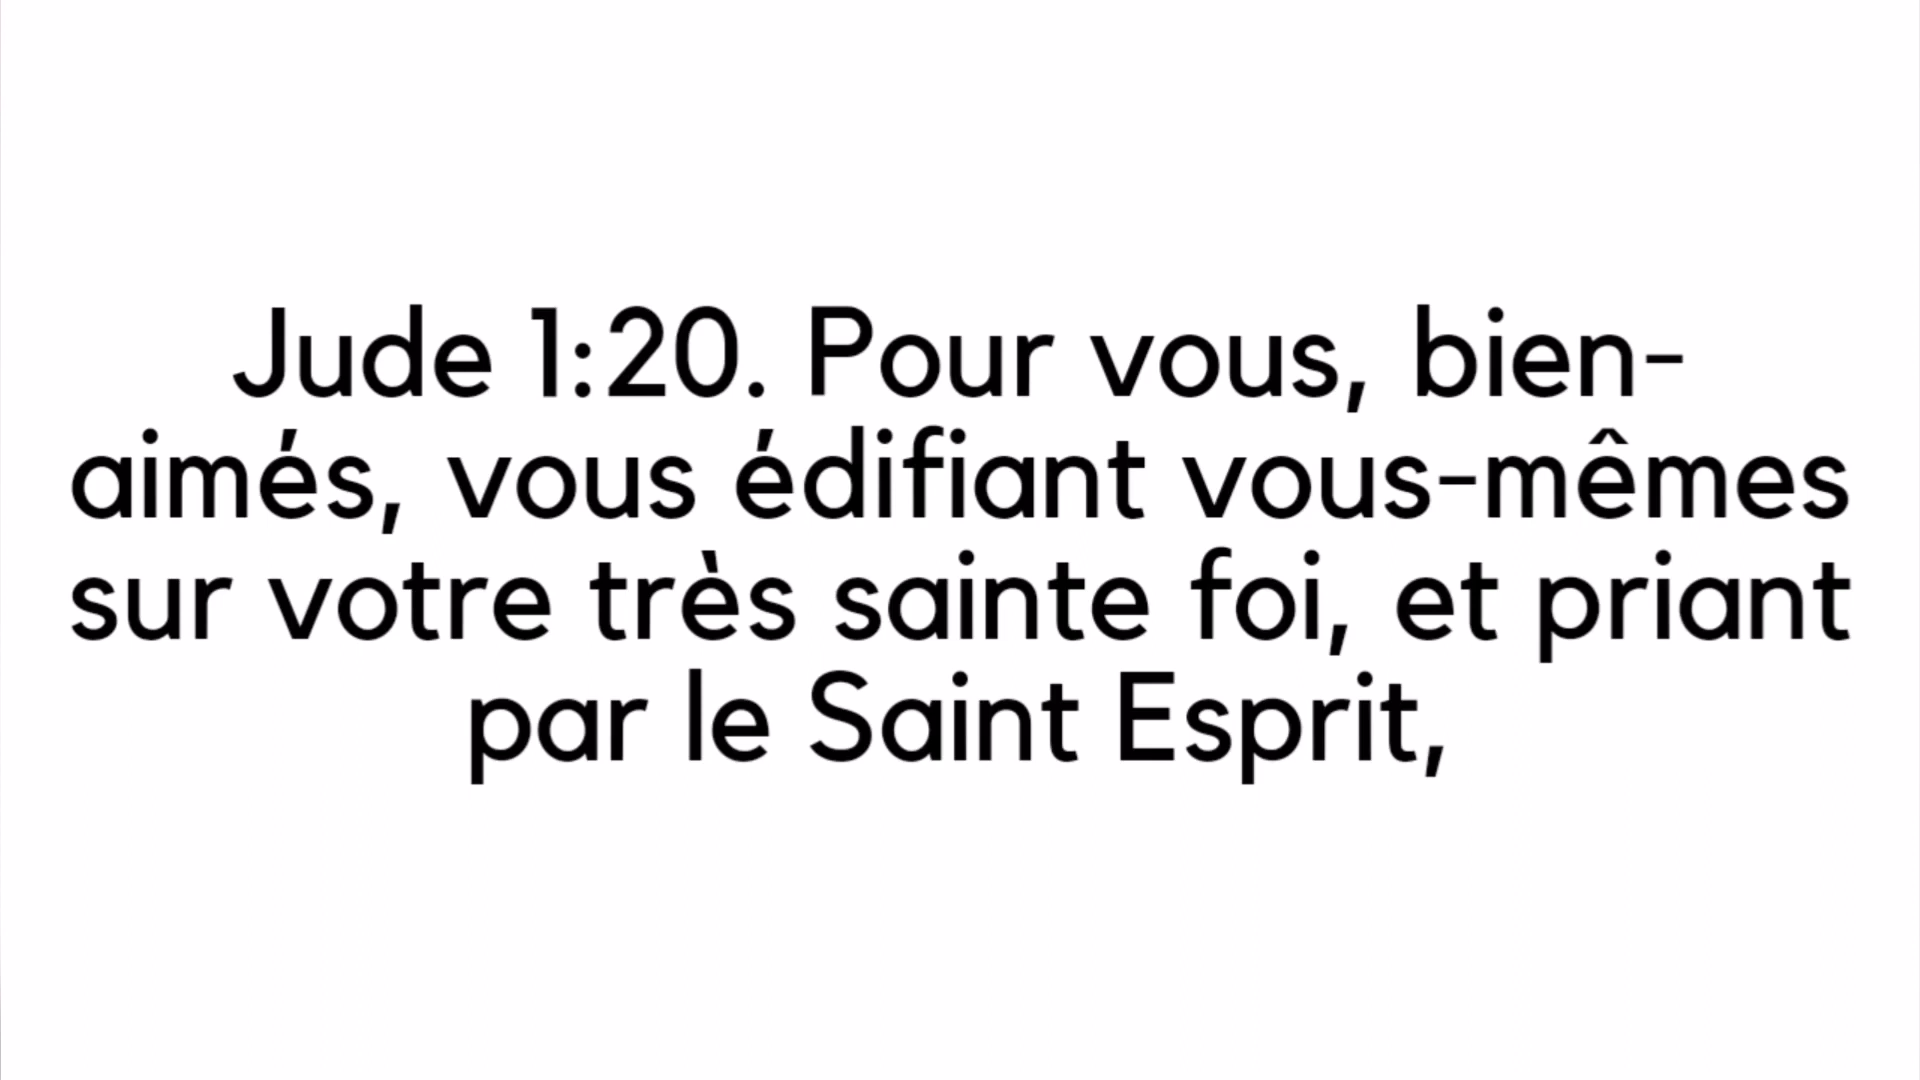 Jude 1:20. Pour vous, bien-
aimés, vous édifiant vous-mêmes
sur votre très sainte foi, et priant
par le Saint Esprit,